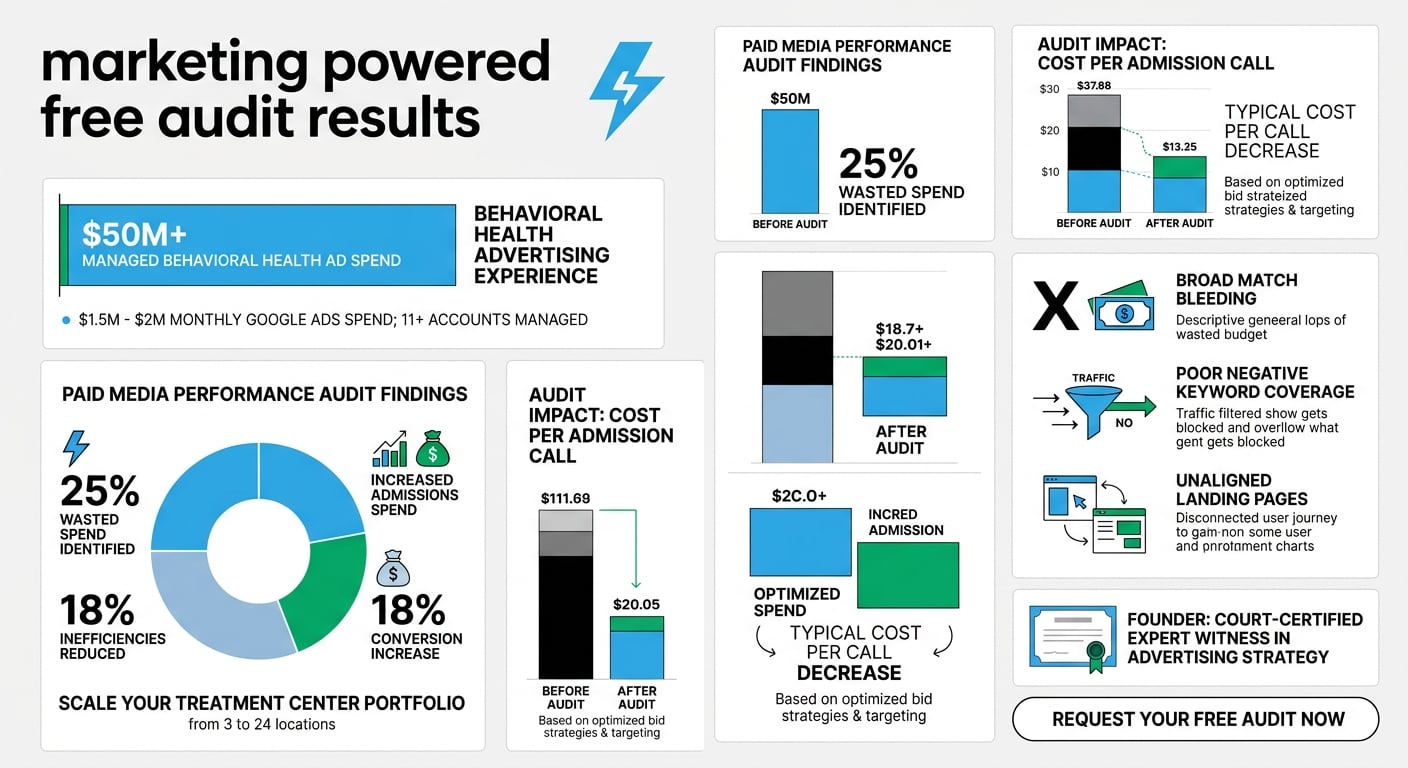 marketing powered
free audit results
$50M+
MANAGED BEHAVIORAL HEALTH AD SPEND
BEHAVIORAL
HEALTH
ADVERTISING
EXPERIENCE
$1.5M - $2M MONTHLY GOOGLE ADS SPEND; 11+ ACCOUNTS MANAGED
PAID MEDIA PERFORMANCE AUDIT FINDINGS
25%
WASTED
SPEND
IDENTIFIED
$
INCREASED
ADMISSIONS
SPEND
18%
INEFFICIENCIES
REDUCED
$
18%
CONVERSION
INCREASE
SCALE YOUR TREATMENT CENTER PORTFOLIO
from 3 to 24 locations
AUDIT
IMPACT: COST
PER ADMISSION
CALL
$111.69
$20.05
BEFORE
AUDIT
AFTER
AUDIT
Based on optimized bid
strategies & targeting
PAID MEDIA PERFORMANCE
AUDIT FINDINGS
$50M
25%
WASTED SPEND
IDENTIFIED
BEFORE AUDIT
$18.7+
$20.01+
AFTER
AUDIT
$2C.0+
INCRED
ADMISSION
OPTIMIZED
SPEND
TYPICAL COST
PER CALL
DECREASE
Based on optimized bid
strategies & targeting
AUDIT IMPACT:
COST PER ADMISSION CALL
$30
$20
$10
$37.88
$13.25
BEFORE AUDIT
AFTER AUDIT
TYPICAL COST
PER CALL
DECREASE
Based on optimized
bid strateized
strategies & targeting
X
$
BROAD MATCH
BLEEDING
Descriptive geneeral lops of
wasted budget
TRAFFIC
NO
POOR NEGATIVE
KEYWORD COVERAGE
Traffic filtered show gets
blocked and overllow what
gent gets blocked
UNALIGNED
LANDING PAGES
Disconnected user journey
to gam-non some user
and charts
FOUNDER: COURT-CERTIFIED
EXPERT WITNESS IN
ADVERTISING STRATEGY
REQUEST YOUR FREE AUDIT NOW